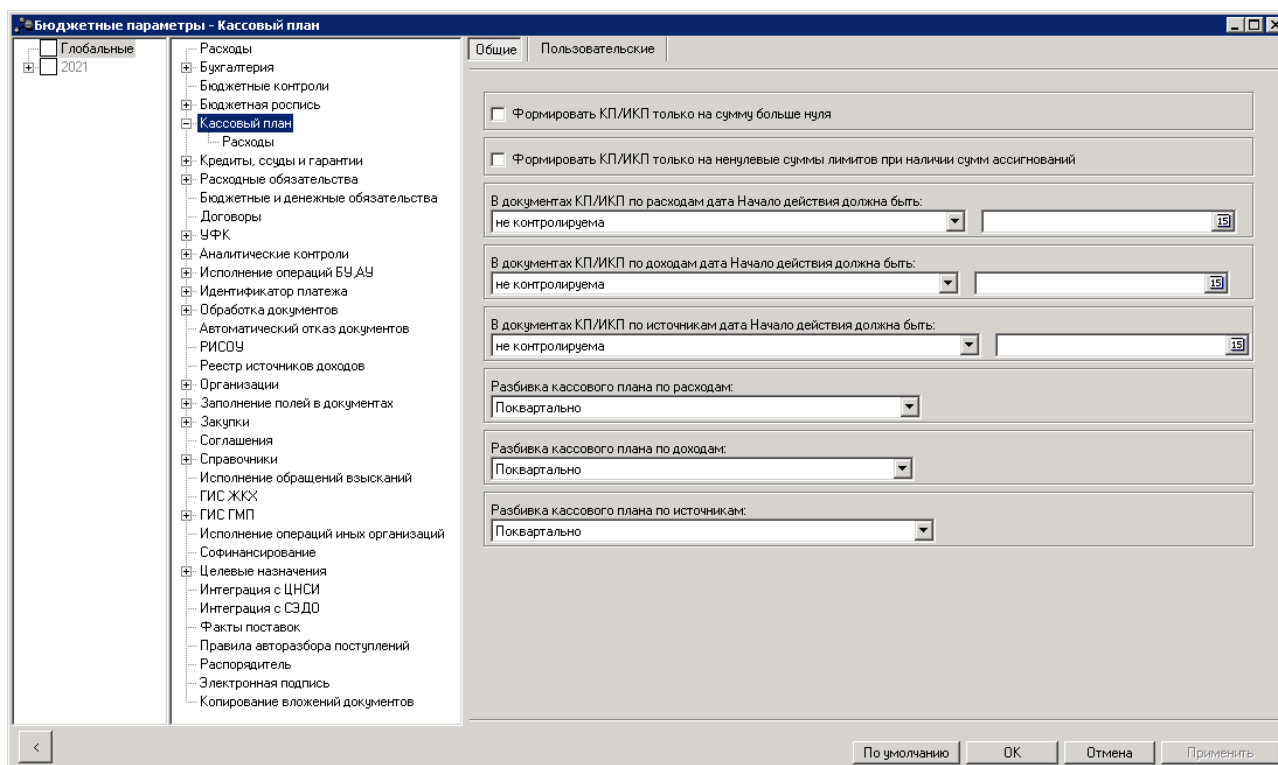 Бюджетные параметры - Кассовый план
Глобальные
2021
Расходы
Бухгалтерия
Бюджетные контроли
Бюджетная роспись
Кассовый план
Расходы
Кредиты, ссуды и гарантии
Расходные обязательства
Бюджетные и денежные обязательства
Договоры
УФК
Аналитические контроли
Исполнение операций БУ,АУ
Идентификатор платежа
Обработка документов
Автоматический отказ документов
РИСОУ
Реестр источников доходов
Организации
Заполнение полей в документах
Закупки
Соглашения
Справочники
Исполнение обращений взысканий
ГИС ЖКХ
ГИС ГМП
Исполнение операций иных организаций
Софинансирование
Целевые назначения
Интеграция с ЦНСИ
Интеграция с СЭДО
Факты поставок
Правила авторазбора поступлений
Распорядитель
Электронная подпись
Копирование вложений документов
Общие
Пользовательские
Формировать КП/ИКП только на сумму больше нуля
Формировать КП/ИКП только на ненулевые суммы лимитов при наличии сумм ассигнований
В документах КП/ИКП по расходам дата Начало действия должна быть:
не контролируема
15
В документах КП/ИКП по доходам дата Начало действия должна быть:
не контролируема
15
В документах КП/ИКП по источникам дата Начало действия должна быть:
не контролируема
15
Разбивка кассового плана по расходам:
Поквартально
Разбивка кассового плана по доходам:
Поквартально
Разбивка кассового плана по источникам:
Поквартально
<
По умолчанию
OK
Отмена
Применить